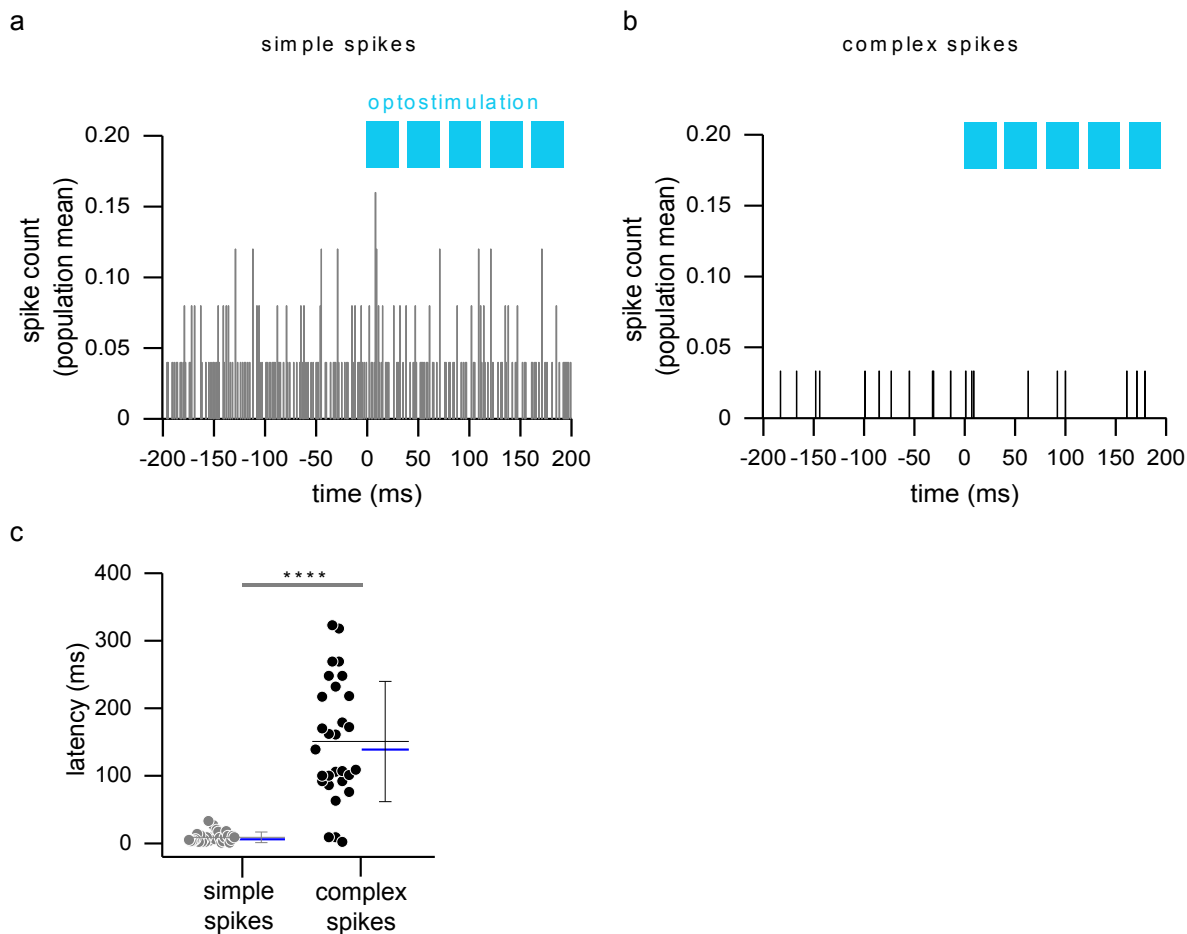 a
simple spikes
optostimulation
0.20
0.15
0.10
0.05
0
spike count
(population mean)
-200 -150 -100 -50 0 50 100 150 200
time (ms)
b
complex spikes
0.20
0.15
0.10
0.05
0
spike count
(population mean)
-200 -150 -100 -50 0 50 100 150 200
time (ms)
c
****
400
300
200
100
0
latency (ms)
simple
spikes
complex
spikes